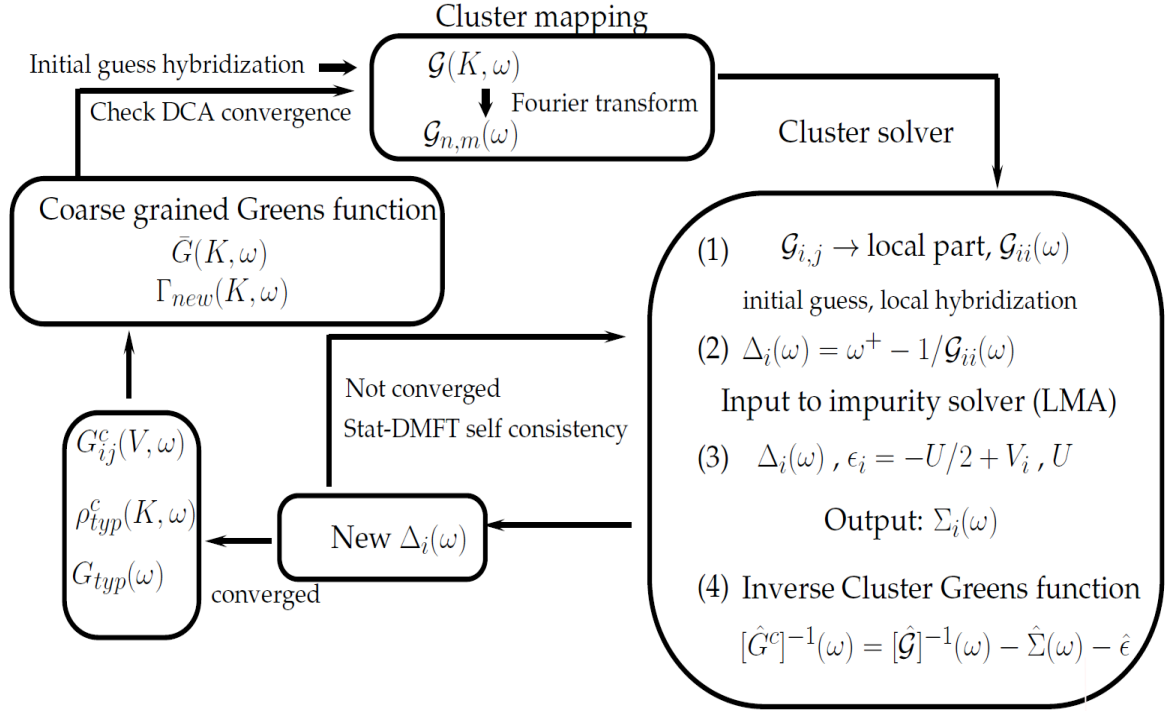 Cluster mapping
Initial guess hybridization
𝒢(K, ω)
Fourier transform
𝒢_{n,m}(ω)
Check DCA convergence
Cluster solver
Coarse grained Greens function
Ḡ(K, ω)
Γ_{new}(K, ω)
(1) 𝒢_{i,j} → local part, 𝒢_{ii}(ω)
initial guess, local hybridization
(2) Δ_i(ω) = ω^+ − 1/𝒢_{ii}(ω)
Input to impurity solver (LMA)
(3) Δ_i(ω) , ϵ_i = −U/2 + V_i , U
Output: Σ_i(ω)
(4) Inverse Cluster Greens function
[Ĝ^c]^{−1}(ω) = [𝒢̂]^{−1}(ω) − Σ̂(ω) − ϵ̂
Not converged
Stat-DMFT self consistency
New Δ_i(ω)
converged
G^c_{ij}(V, ω)
ρ^c_{typ}(K, ω)
G_{typ}(ω)